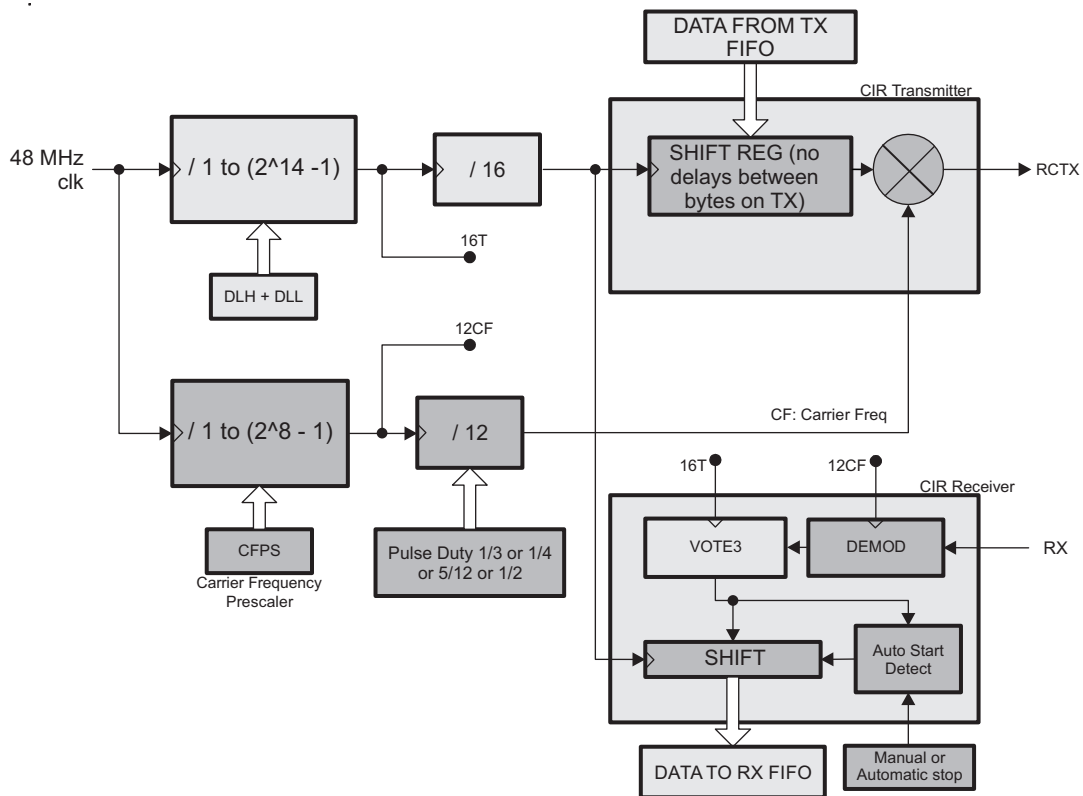 DATA FROM TX
FIFO
CIR Transmitter
48 MHz
clk
/ 1 to (2^14 -1)
/ 16
SHIFT REG (no
delays between
bytes on TX)
RCTX
16T
DLH + DLL
12CF
/ 1 to (2^8 - 1)
/ 12
CF: Carrier Freq
16T
12CF
CIR Receiver
CFPS
Carrier Frequency
Prescaler
Pulse Duty 1/3 or 1/4
or 5/12 or 1/2
VOTE3
DEMOD
RX
SHIFT
Auto Start
Detect
DATA TO RX FIFO
Manual or
Automatic stop